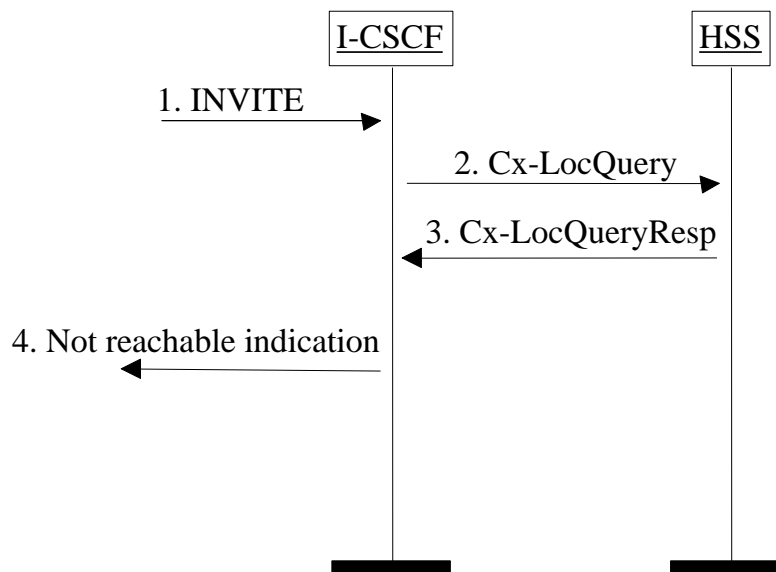 I-CSCF
HSS
1. INVITE
2. Cx-LocQuery
3. Cx-LocQueryResp
4. Not reachable indication